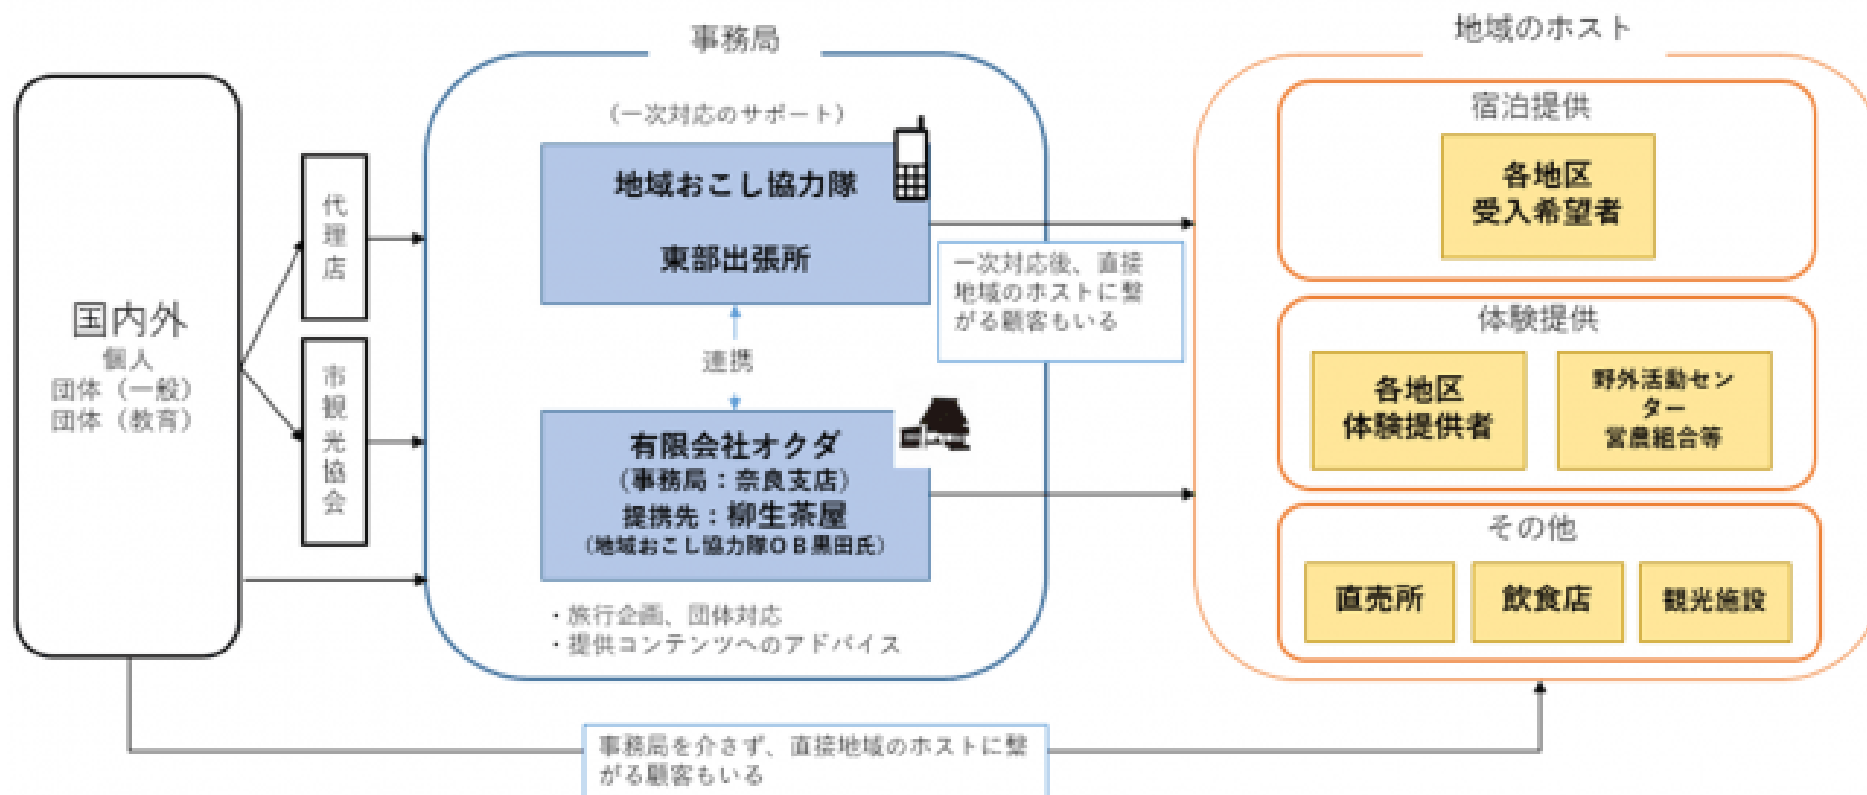 国内外
個人
団体（一般）
団体（教育）
代理店
市観光協会
事務局
（一次対応のサポート）
地域おこし協力隊
東部出張所
連携
有限会社オクダ
（事務局：奈良支店）
提携先：柳生茶屋
（地域おこし協力隊ＯＢ黒田氏）
・旅行企画、団体対応
・提供コンテンツへのアドバイス
一次対応後、直接
地域のホストに繋
がる顧客もいる
地域のホスト
宿泊提供
各地区
受入希望者
体験提供
各地区
体験提供者
野外活動セン
ター
営農組合等
その他
直売所
飲食店
観光施設
事務局を介さず、直接地域のホストに繋
がる顧客もいる